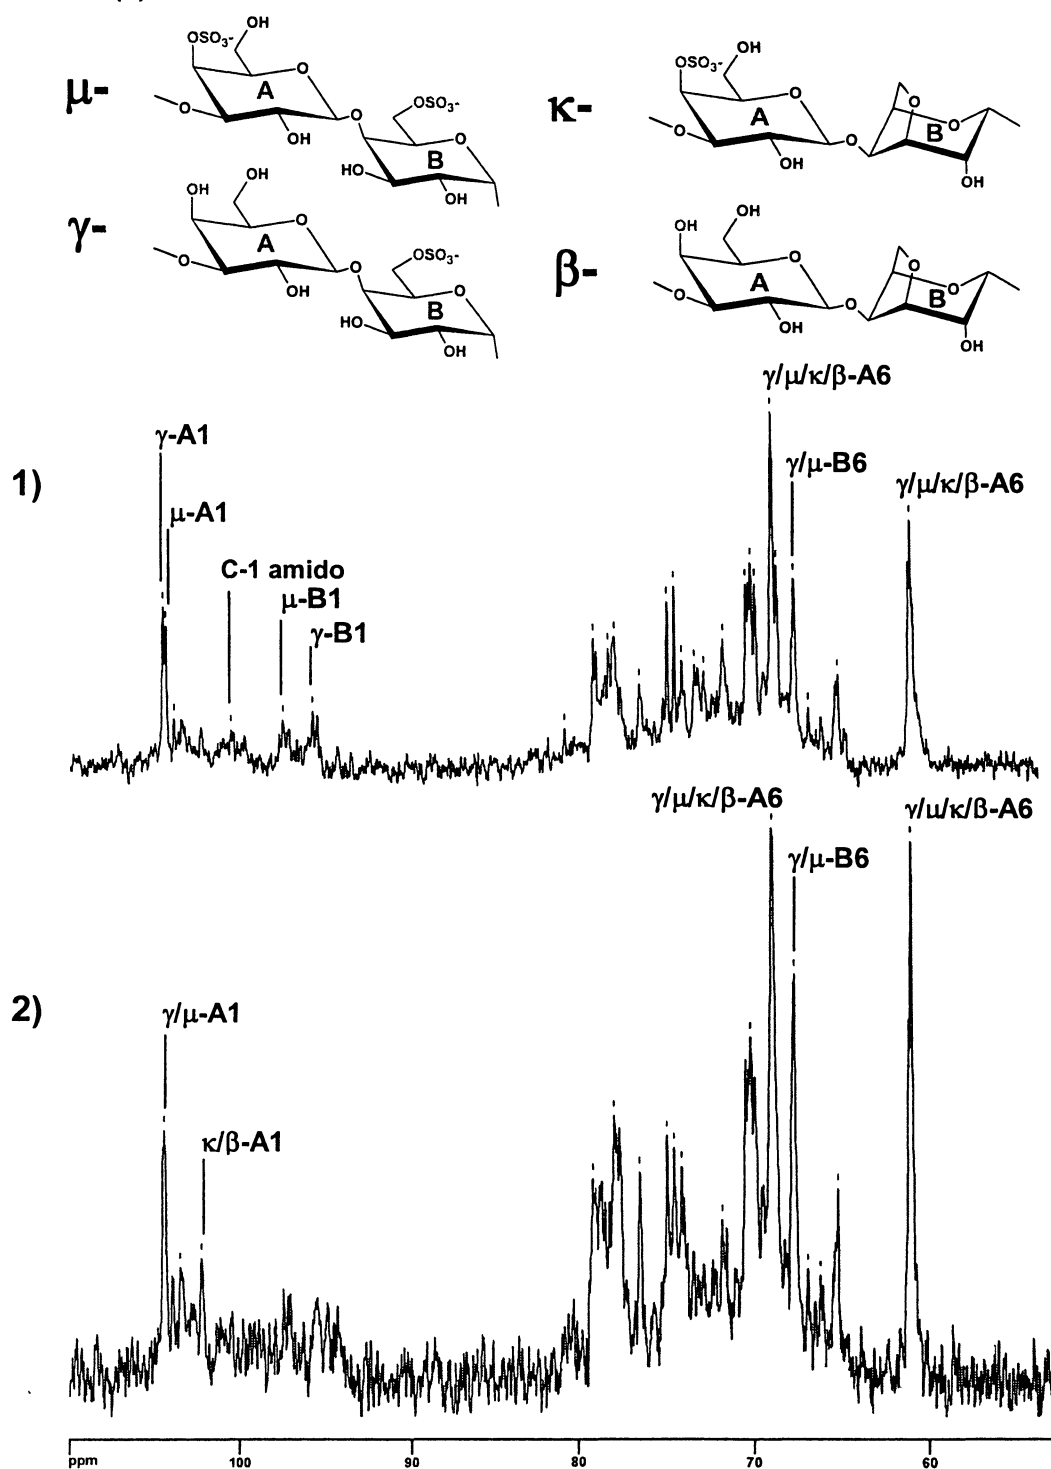 μ-
OSO3-
OH
A
O
O
OH
O
OSO3-
O
HO
B
OH
κ-
OSO3-
OH
A
O
O
OH
O
O
O
B
OH
γ-
OH
OH
A
O
O
OH
O
OSO3-
O
HO
B
OH
β-
OH
OH
A
O
O
OH
O
O
O
B
OH
1)
γ-A1
μ-A1
C-1 amido
μ-B1
γ-B1
γ/μ/κ/β-A6
γ/μ-B6
γ/μ/κ/β-A6
2)
γ/μ-A1
κ/β-A1
γ/μ/κ/β-A6
γ/μ-B6
γ/μ/κ/β-A6
ppm 100 90 80 70 60